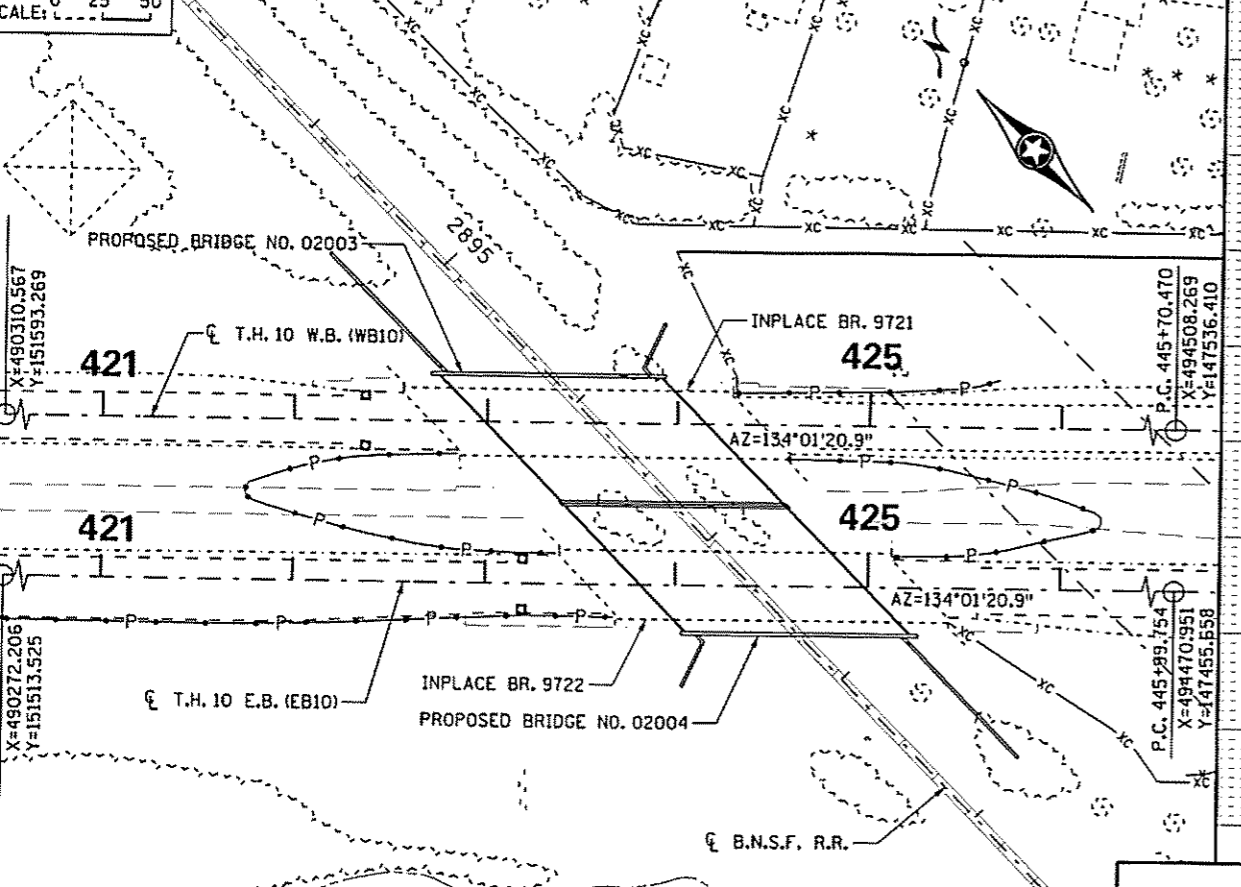 SCALE: 0 25 50
PROPOSED BRIDGE NO. 02003
2895
X=490310.567
Y=151593.269
℄ T.H. 10 W.B. (WB10)
421
INPLACE BR. 9721
425
P.C. 445+70.470
X=494508.269
Y=147536.410
AZ=134°01'20.9"
421
425
AZ=134°01'20.9"
X=490272.206
Y=151513.525
℄ T.H. 10 E.B. (EB10)
INPLACE BR. 9722
PROPOSED BRIDGE NO. 02004
P.C. 445+99.754
X=494470.951
Y=147455.658
℄ B.N.S.F. R.R.